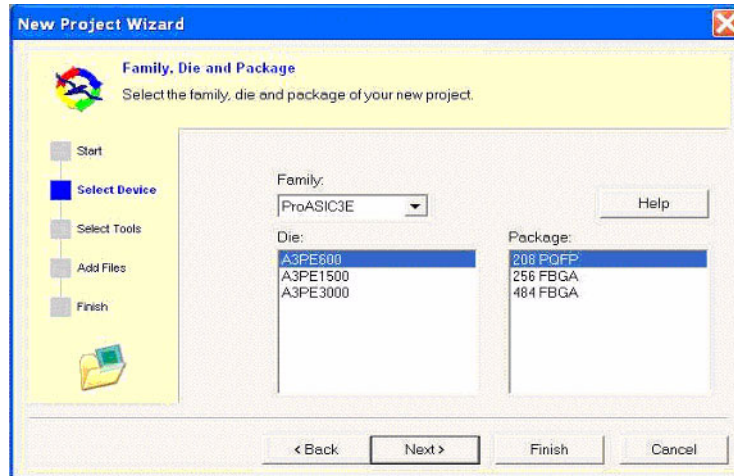 New Project Wizard
Family, Die and Package
Select the family, die and package of your new project.
Start
Select Device
Select Tools
Add Files
Finish
Family:
ProASIC3E
Help
Die:
A3PE600
A3PE1500
A3PE3000
Package:
208 PQFP
256 FBGA
484 FBGA
< Back
Next >
Finish
Cancel